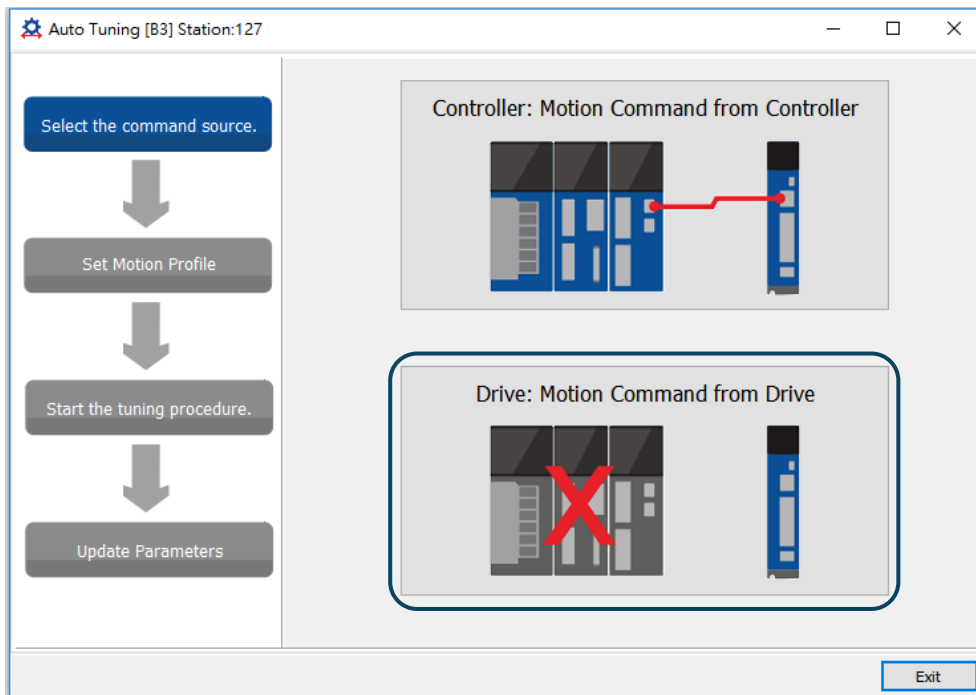 Auto Tuning [B3] Station:127
Select the command source.
Set Motion Profile
Start the tuning procedure.
Update Parameters
Controller: Motion Command from Controller
Drive: Motion Command from Drive
Exit